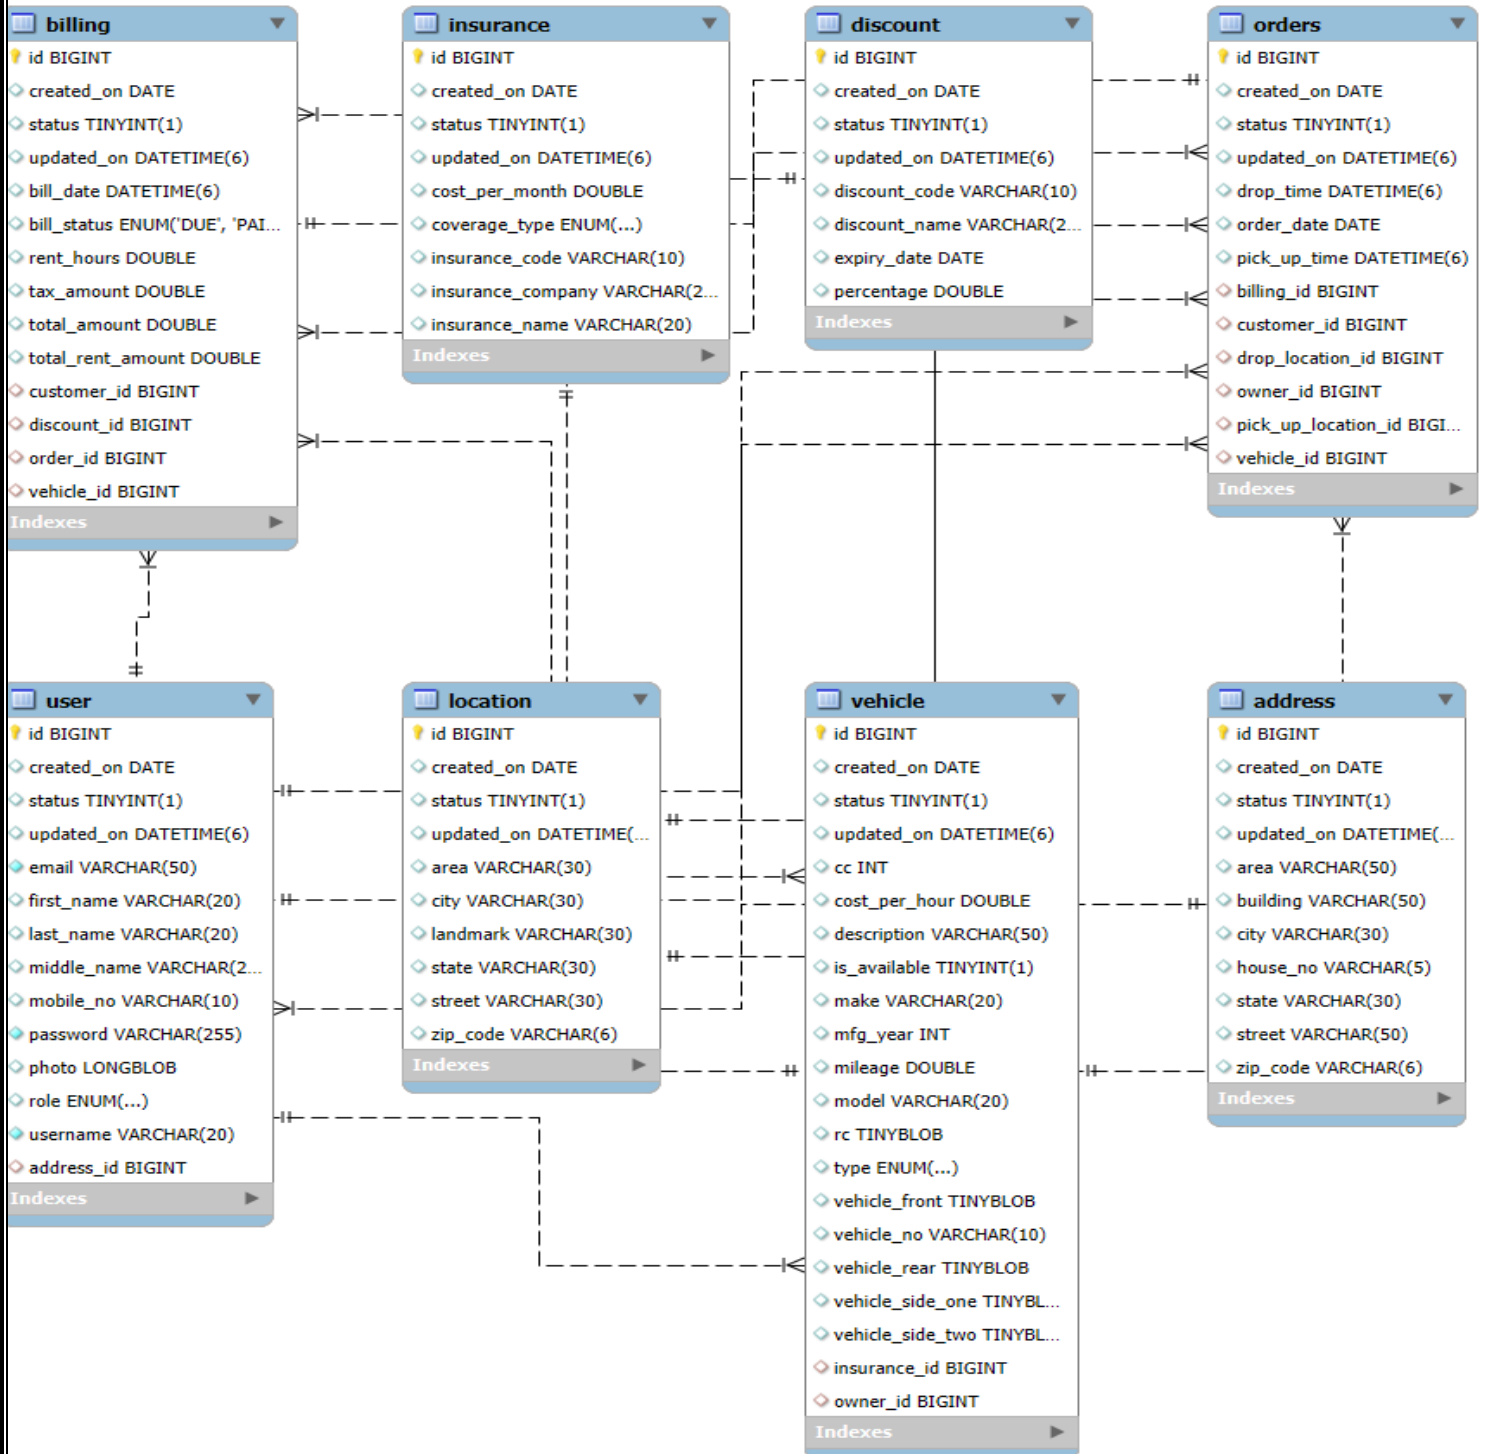 billing
id BIGINT
created_on DATE
status TINYINT(1)
updated_on DATETIME(6)
bill_date DATETIME(6)
bill_status ENUM('DUE', 'PAI...
rent_hours DOUBLE
tax_amount DOUBLE
total_amount DOUBLE
total_rent_amount DOUBLE
customer_id BIGINT
discount_id BIGINT
order_id BIGINT
vehicle_id BIGINT
Indexes
insurance
id BIGINT
created_on DATE
status TINYINT(1)
updated_on DATETIME(6)
cost_per_month DOUBLE
coverage_type ENUM(...)
insurance_code VARCHAR(10)
insurance_company VARCHAR(2...
insurance_name VARCHAR(20)
Indexes
discount
id BIGINT
created_on DATE
status TINYINT(1)
updated_on DATETIME(6)
discount_code VARCHAR(10)
discount_name VARCHAR(2...
expiry_date DATE
percentage DOUBLE
Indexes
orders
id BIGINT
created_on DATE
status TINYINT(1)
updated_on DATETIME(6)
drop_time DATETIME(6)
order_date DATE
pick_up_time DATETIME(6)
billing_id BIGINT
customer_id BIGINT
drop_location_id BIGINT
owner_id BIGINT
pick_up_location_id BIGI...
vehicle_id BIGINT
Indexes
user
id BIGINT
created_on DATE
status TINYINT(1)
updated_on DATETIME(6)
email VARCHAR(50)
first_name VARCHAR(20)
last_name VARCHAR(20)
middle_name VARCHAR(2...
mobile_no VARCHAR(10)
password VARCHAR(255)
photo LONGBLOB
role ENUM(...)
username VARCHAR(20)
address_id BIGINT
Indexes
location
id BIGINT
created_on DATE
status TINYINT(1)
updated_on DATETIME(...
area VARCHAR(30)
city VARCHAR(30)
landmark VARCHAR(30)
state VARCHAR(30)
street VARCHAR(30)
zip_code VARCHAR(6)
Indexes
vehicle
id BIGINT
created_on DATE
status TINYINT(1)
updated_on DATETIME(6)
cc INT
cost_per_hour DOUBLE
description VARCHAR(50)
is_available TINYINT(1)
make VARCHAR(20)
mfg_year INT
mileage DOUBLE
model VARCHAR(20)
rc TINYBLOB
type ENUM(...)
vehicle_front TINYBLOB
vehicle_no VARCHAR(10)
vehicle_rear TINYBLOB
vehicle_side_one TINYBL...
vehicle_side_two TINYBL...
insurance_id BIGINT
owner_id BIGINT
Indexes
address
id BIGINT
created_on DATE
status TINYINT(1)
updated_on DATETIME(...
area VARCHAR(50)
building VARCHAR(50)
city VARCHAR(30)
house_no VARCHAR(5)
state VARCHAR(30)
street VARCHAR(50)
zip_code VARCHAR(6)
Indexes